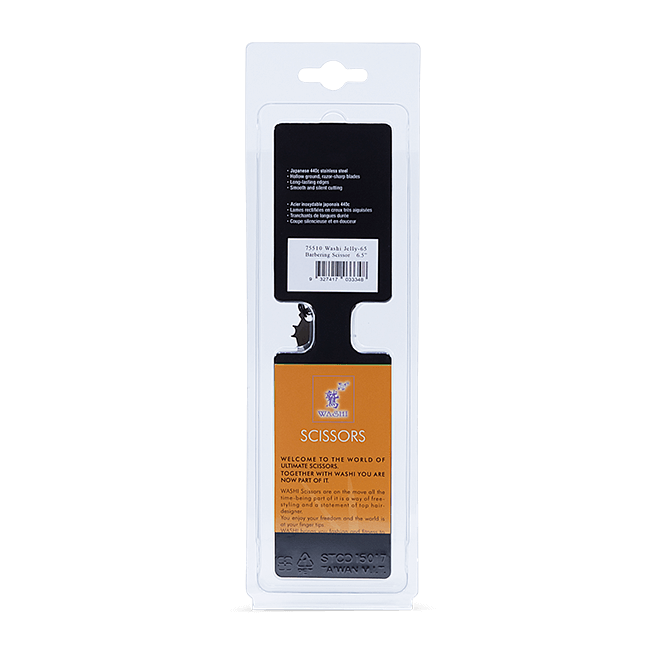 • Japanese 440c stainless steel
• Hollow ground, razor-sharp blades
• Long-lasting edges
• Smooth and silent cutting
• Acier inoxydable japonais 440c
• Lames rectifiées en creux très aiguisées
• Tranchants de longues durée
• Coupe silencieuse et en douceur
75510 Washi Jelly-65
Barbering Scissor 6.5"
9 327417 033348
WASHI
SCISSORS
WELCOME TO THE WORLD OF
ULTIMATE SCISSORS.
TOGETHER WITH WASHI YOU ARE
NOW PART OF IT.
WASHI Scissors are on the move all the
time-being part of it is a way of free-
styling and a statement of top hair-
designer.
You enjoy your freedom and the world is
at your finger tips.